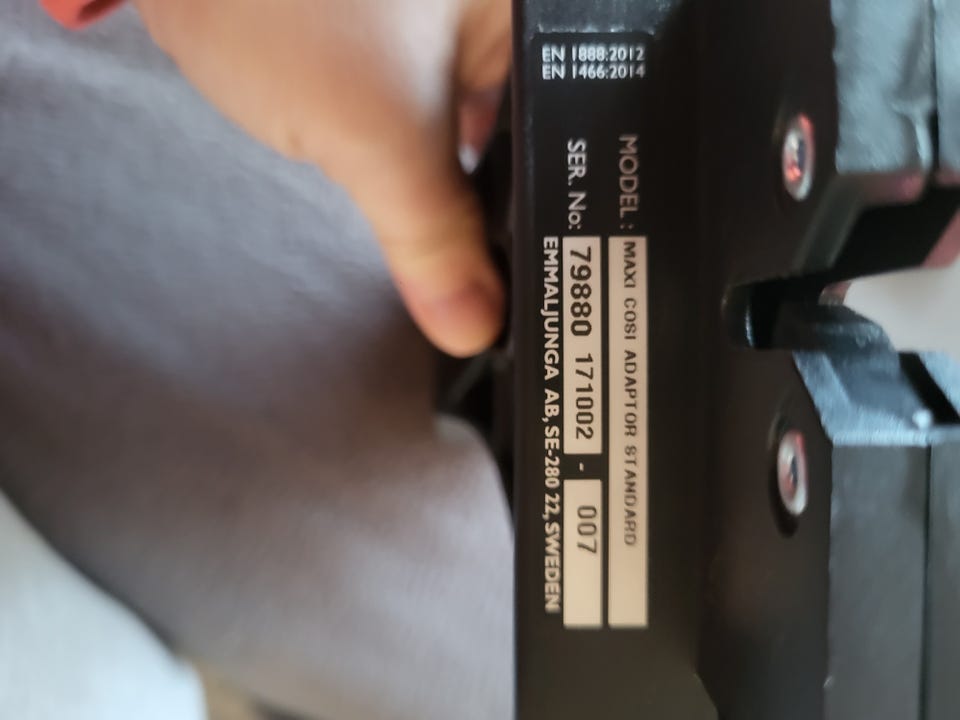 EN 1888:2012
EN 1466:2014
MODEL : MAXI COSI ADAPTOR STANDARD
SER. No: 79880 171002 - 007
EMMALJUNGA AB, SE-280 22, SWEDEN